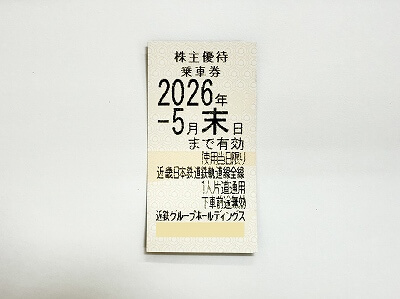 株主優待
乗車券
2026年
-5月末日
まで有効
使用当日限り
近畿日本鉄道鉄軌道線全線
1人片道通用
下車前途無効
近鉄グループホールディングス